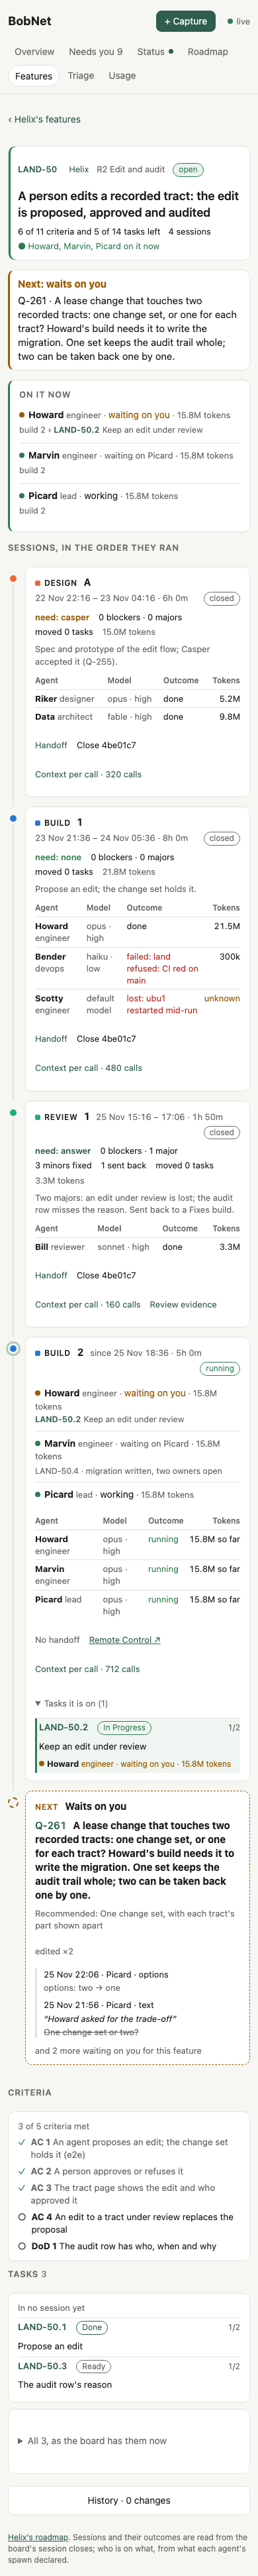 BobNet
+ Capture
live
Overview Needs you 9 Status Roadmap
Features Triage Usage
‹ Helix's features
LAND-50 Helix R2 Edit and audit open
A person edits a recorded tract: the edit
is proposed, approved and audited
6 of 11 criteria and 5 of 14 tasks left 4 sessions
Howard, Marvin, Picard on it now
Next: waits on you
Q-261 · A lease change that touches two
recorded tracts: one change set, or one for each
tract? Howard's build needs it to write the
migration. One set keeps the audit trail whole;
two can be taken back one by one.
ON IT NOW
Howard engineer · waiting on you · 15.8M tokens
build 2 › LAND-50.2 Keep an edit under review
Marvin engineer · waiting on Picard · 15.8M tokens
build 2
Picard lead · working · 15.8M tokens
build 2
SESSIONS, IN THE ORDER THEY RAN
DESIGN A
22 Nov 22:16 – 23 Nov 04:16 · 6h 0m closed
need: casper 0 blockers · 0 majors
moved 0 tasks 15.0M tokens
Spec and prototype of the edit flow; Casper
accepted it (Q-255).
Agent Model Outcome Tokens
Riker designer opus · high done 5.2M
Data architect fable · high done 9.8M
Handoff Close 4be01c7
Context per call · 320 calls
BUILD 1
23 Nov 21:36 – 24 Nov 05:36 · 8h 0m closed
need: none 0 blockers · 0 majors
moved 0 tasks 21.8M tokens
Propose an edit; the change set holds it.
Agent Model Outcome Tokens
Howard opus · done 21.5M
engineer high
Bender haiku · failed: land 300k
devops low refused: CI red on
main
Scotty default lost: ubu1 unknown
engineer model restarted mid-run
Handoff Close 4be01c7
Context per call · 480 calls
REVIEW 1 25 Nov 15:16 – 17:06 · 1h 50m
closed
need: answer 0 blockers · 1 major
3 minors fixed 1 sent back moved 0 tasks
3.3M tokens
Two majors: an edit under review is lost; the audit
row misses the reason. Sent back to a Fixes build.
Agent Model Outcome Tokens
Bill reviewer sonnet · high done 3.3M
Handoff Close 4be01c7
Context per call · 160 calls Review evidence
BUILD 2 since 25 Nov 18:36 · 5h 0m
running
Howard engineer · waiting on you · 15.8M
tokens
LAND-50.2 Keep an edit under review
Marvin engineer · waiting on Picard · 15.8M
tokens
LAND-50.4 · migration written, two owners open
Picard lead · working · 15.8M tokens
Agent Model Outcome Tokens
Howard opus · running 15.8M so far
engineer high
Marvin opus · running 15.8M so far
engineer high
Picard lead opus · running 15.8M so far
high
No handoff Remote Control ↗
Context per call · 712 calls
▼ Tasks it is on (1)
LAND-50.2 In Progress 1/2
Keep an edit under review
Howard engineer · waiting on you · 15.8M tokens
NEXT Waits on you
Q-261 A lease change that touches two
recorded tracts: one change set, or one
for each tract? Howard's build needs it to
write the migration. One set keeps the
audit trail whole; two can be taken back
one by one.
Recommended: One change set, with each tract's
part shown apart
edited ×2
25 Nov 22:06 · Picard · options
options: two → one
25 Nov 21:56 · Picard · text
“Howard asked for the trade-off”
One change set or two?
and 2 more waiting on you for this feature
CRITERIA
3 of 5 criteria met
✓ AC 1 An agent proposes an edit; the change set
holds it (e2e)
✓ AC 2 A person approves or refuses it
✓ AC 3 The tract page shows the edit and who
approved it
AC 4 An edit to a tract under review replaces the
proposal
DoD 1 The audit row has who, when and why
TASKS 3
In no session yet
LAND-50.1 Done 1/2
Propose an edit
LAND-50.3 Ready 1/2
The audit row's reason
▶ All 3, as the board has them now
History · 0 changes
Helix's roadmap. Sessions and their outcomes are read from the
board's session closes; who is on what, from what each agent's
spawn declared.